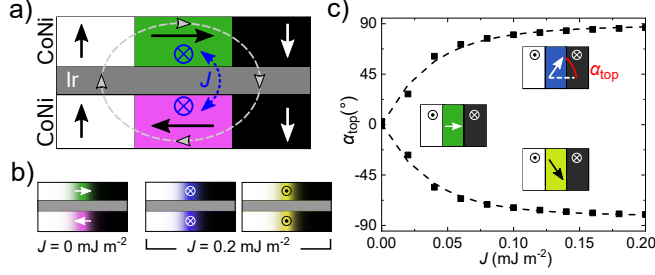 a)
CoNi
Ir
CoNi
J
b)
J = 0 mJ m⁻²
J = 0.2 mJ m⁻²
c)
α_top(°)
90
45
0
-45
-90
α_top
0.00 0.05 0.10 0.15 0.20
J (mJ m⁻²)